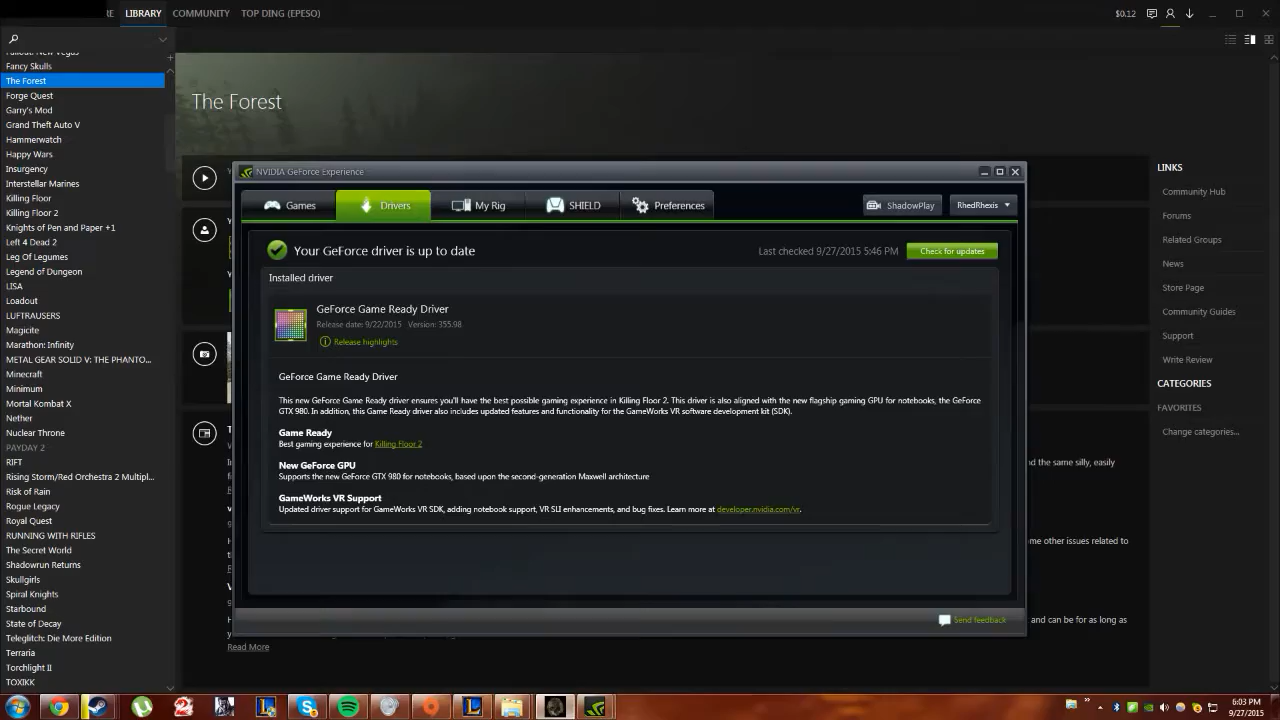 RE
LIBRARY
COMMUNITY
TOP DING (EPESO)
$0.12
Fallout: New Vegas
Fancy Skulls
The Forest
Forge Quest
Garry's Mod
Grand Theft Auto V
Hammerwatch
Happy Wars
Insurgency
Interstellar Marines
Killing Floor
Killing Floor 2
Knights of Pen and Paper +1
Left 4 Dead 2
Leg Of Legumes
Legend of Dungeon
LISA
Loadout
LUFTRAUSERS
Magicite
Marathon: Infinity
METAL GEAR SOLID V: THE PHANTO...
Minecraft
Minimum
Mortal Kombat X
Nether
Nuclear Throne
PAYDAY 2
RIFT
Rising Storm/Red Orchestra 2 Multipl...
Risk of Rain
Rogue Legacy
Royal Quest
RUNNING WITH RIFLES
The Secret World
Shadowrun Returns
Skullgirls
Spiral Knights
Starbound
State of Decay
Teleglitch: Die More Edition
Terraria
Torchlight II
TOXIKK
The Forest
NVIDIA GeForce Experience
Games
Drivers
My Rig
SHIELD
Preferences
ShadowPlay
RhedRhexis
Your GeForce driver is up to date
Last checked 9/27/2015 5:46 PM
Check for updates
Installed driver
GeForce Game Ready Driver
Release date: 9/22/2015 Version: 355.98
Release highlights
GeForce Game Ready Driver
This new GeForce Game Ready driver ensures you'll have the best possible gaming experience in Killing Floor 2. This driver is also aligned with the new flagship gaming GPU for notebooks, the GeForce
GTX 980. In addition, this Game Ready driver also includes updated features and functionality for the GameWorks VR software development kit (SDK).
Game Ready
Best gaming experience for Killing Floor 2
New GeForce GPU
Supports the new GeForce GTX 980 for notebooks, based upon the second-generation Maxwell architecture
GameWorks VR Support
Updated driver support for GameWorks VR SDK, adding notebook support, VR SLI enhancements, and bug fixes. Learn more at developer.nvidia.com/vr.
Send feedback
d the same silly, easily
me other issues related to
and can be for as long as
Read More
LINKS
Community Hub
Forums
Related Groups
News
Store Page
Community Guides
Support
Write Review
CATEGORIES
FAVORITES
Change categories...
6:03 PM
9/27/2015